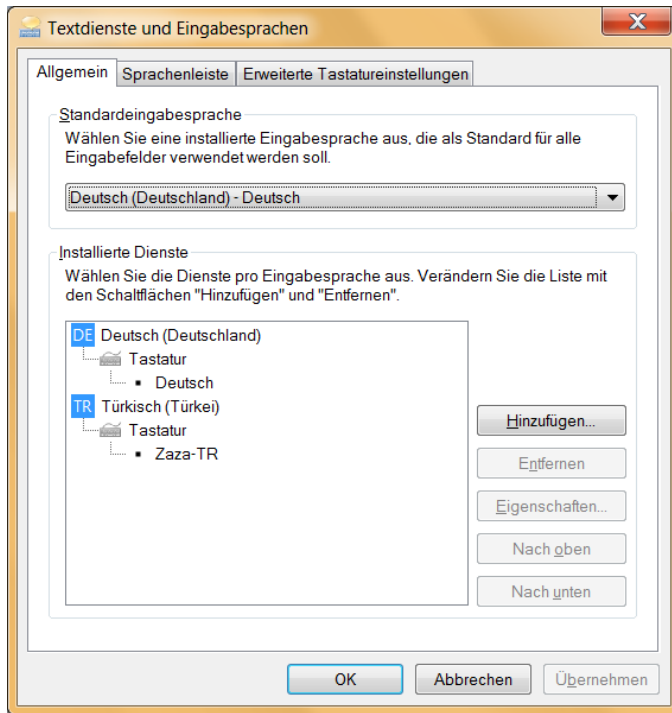 Textdienste und Eingabesprachen
Allgemein Sprachenleiste Erweiterte Tastatureinstellungen
Standardeingabesprache
Wählen Sie eine installierte Eingabesprache aus, die als Standard für alle
Eingabefelder verwendet werden soll.
Deutsch (Deutschland) - Deutsch
Installierte Dienste
Wählen Sie die Dienste pro Eingabesprache aus. Verändern Sie die Liste mit
den Schaltflächen "Hinzufügen" und "Entfernen".
DE Deutsch (Deutschland)
Tastatur
Deutsch
TR Türkisch (Türkei)
Tastatur
Zaza-TR
Hinzufügen...
Entfernen
Eigenschaften...
Nach oben
Nach unten
OK Abbrechen Übernehmen